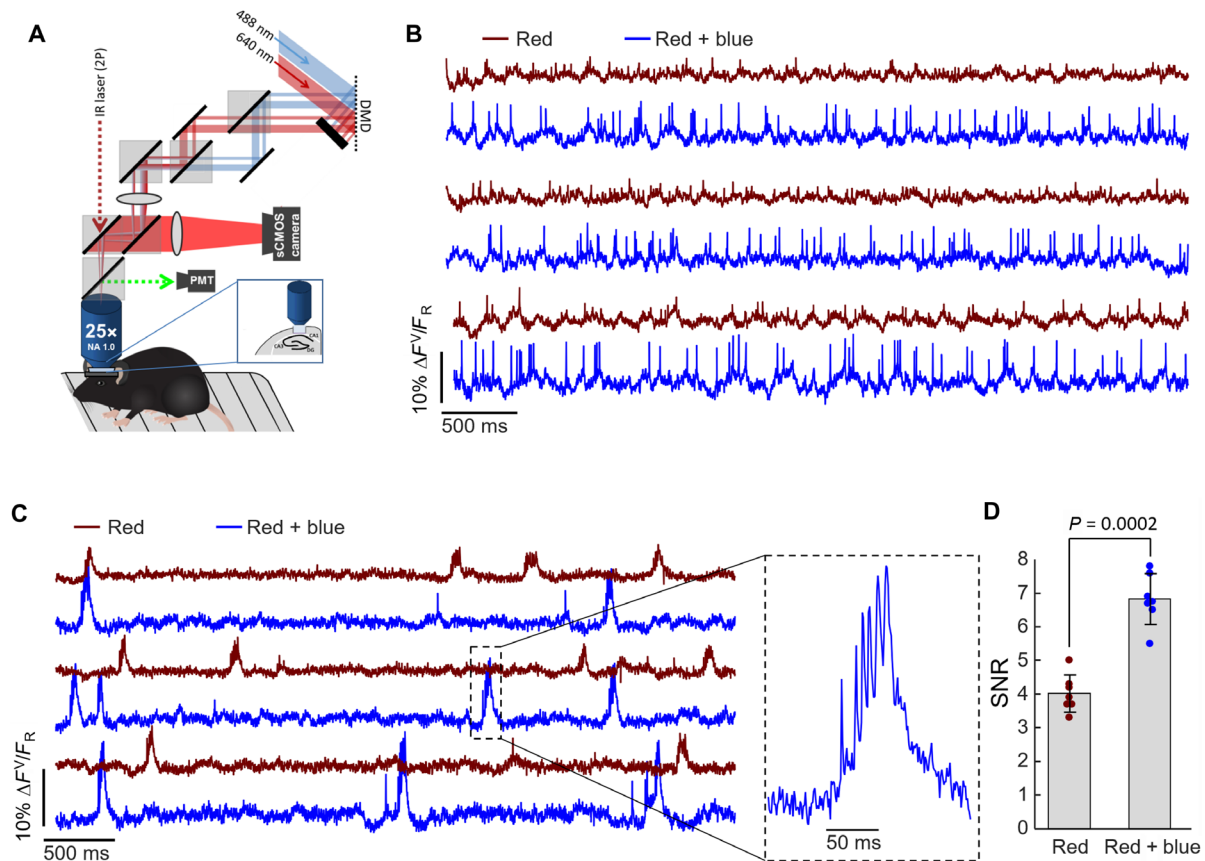 A
488 nm
640 nm
IR laser (2P)
DMD
sCMOS
camera
PMT
25×
NA 1.0
CA1
CA3
DG
B
Red
Red + blue
10% ΔF^V/F_R
500 ms
C
Red
Red + blue
10% ΔF^V/F_R
500 ms
50 ms
D
P = 0.0002
SNR
8
7
6
5
4
3
2
1
0
Red
Red + blue